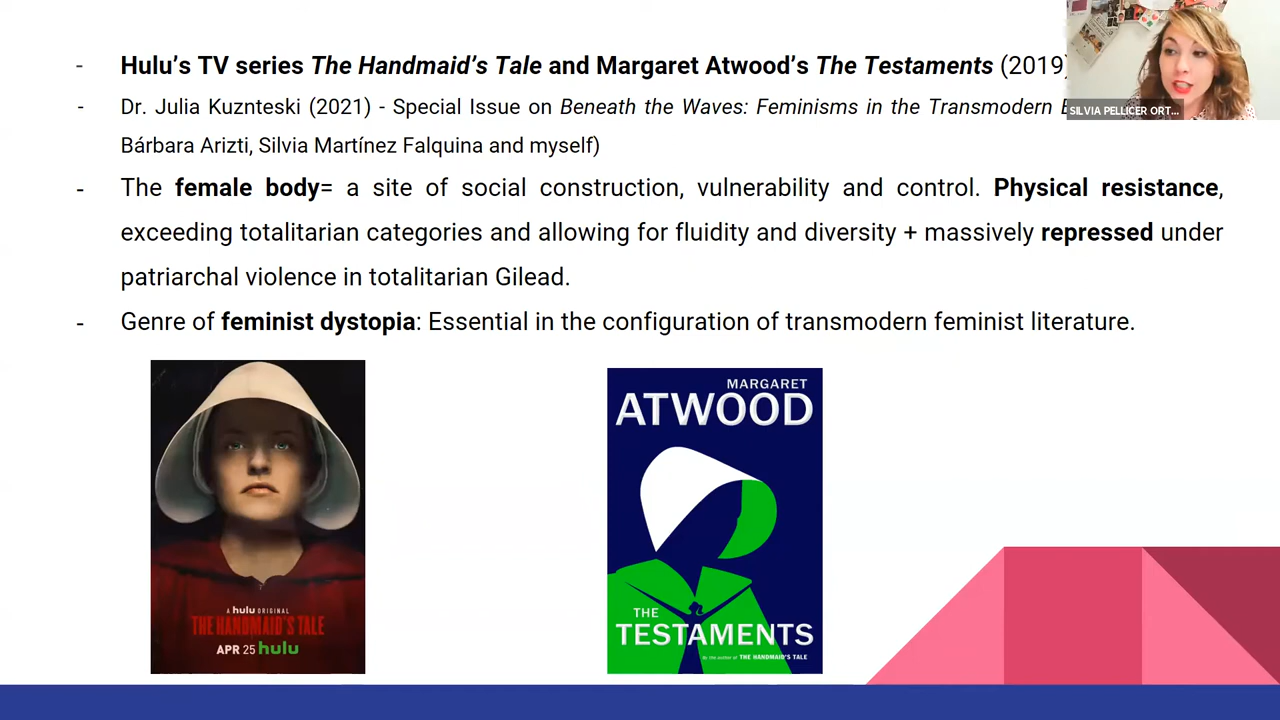 - Hulu's TV series The Handmaid's Tale and Margaret Atwood's The Testaments (2019)
- Dr. Julia Kuznteski (2021) - Special Issue on Beneath the Waves: Feminisms in the Transmodern
Bárbara Arizti, Silvia Martínez Falquina and myself)
- The female body= a site of social construction, vulnerability and control. Physical resistance,
exceeding totalitarian categories and allowing for fluidity and diversity + massively repressed under
patriarchal violence in totalitarian Gilead.
- Genre of feminist dystopia: Essential in the configuration of transmodern feminist literature.
SILVIA PELLICER ORT...
A hulu ORIGINAL
THE HANDMAID'S TALE
APR 25 hulu
MARGARET
ATWOOD
THE
TESTAMENTS
By the author of THE HANDMAID'S TALE